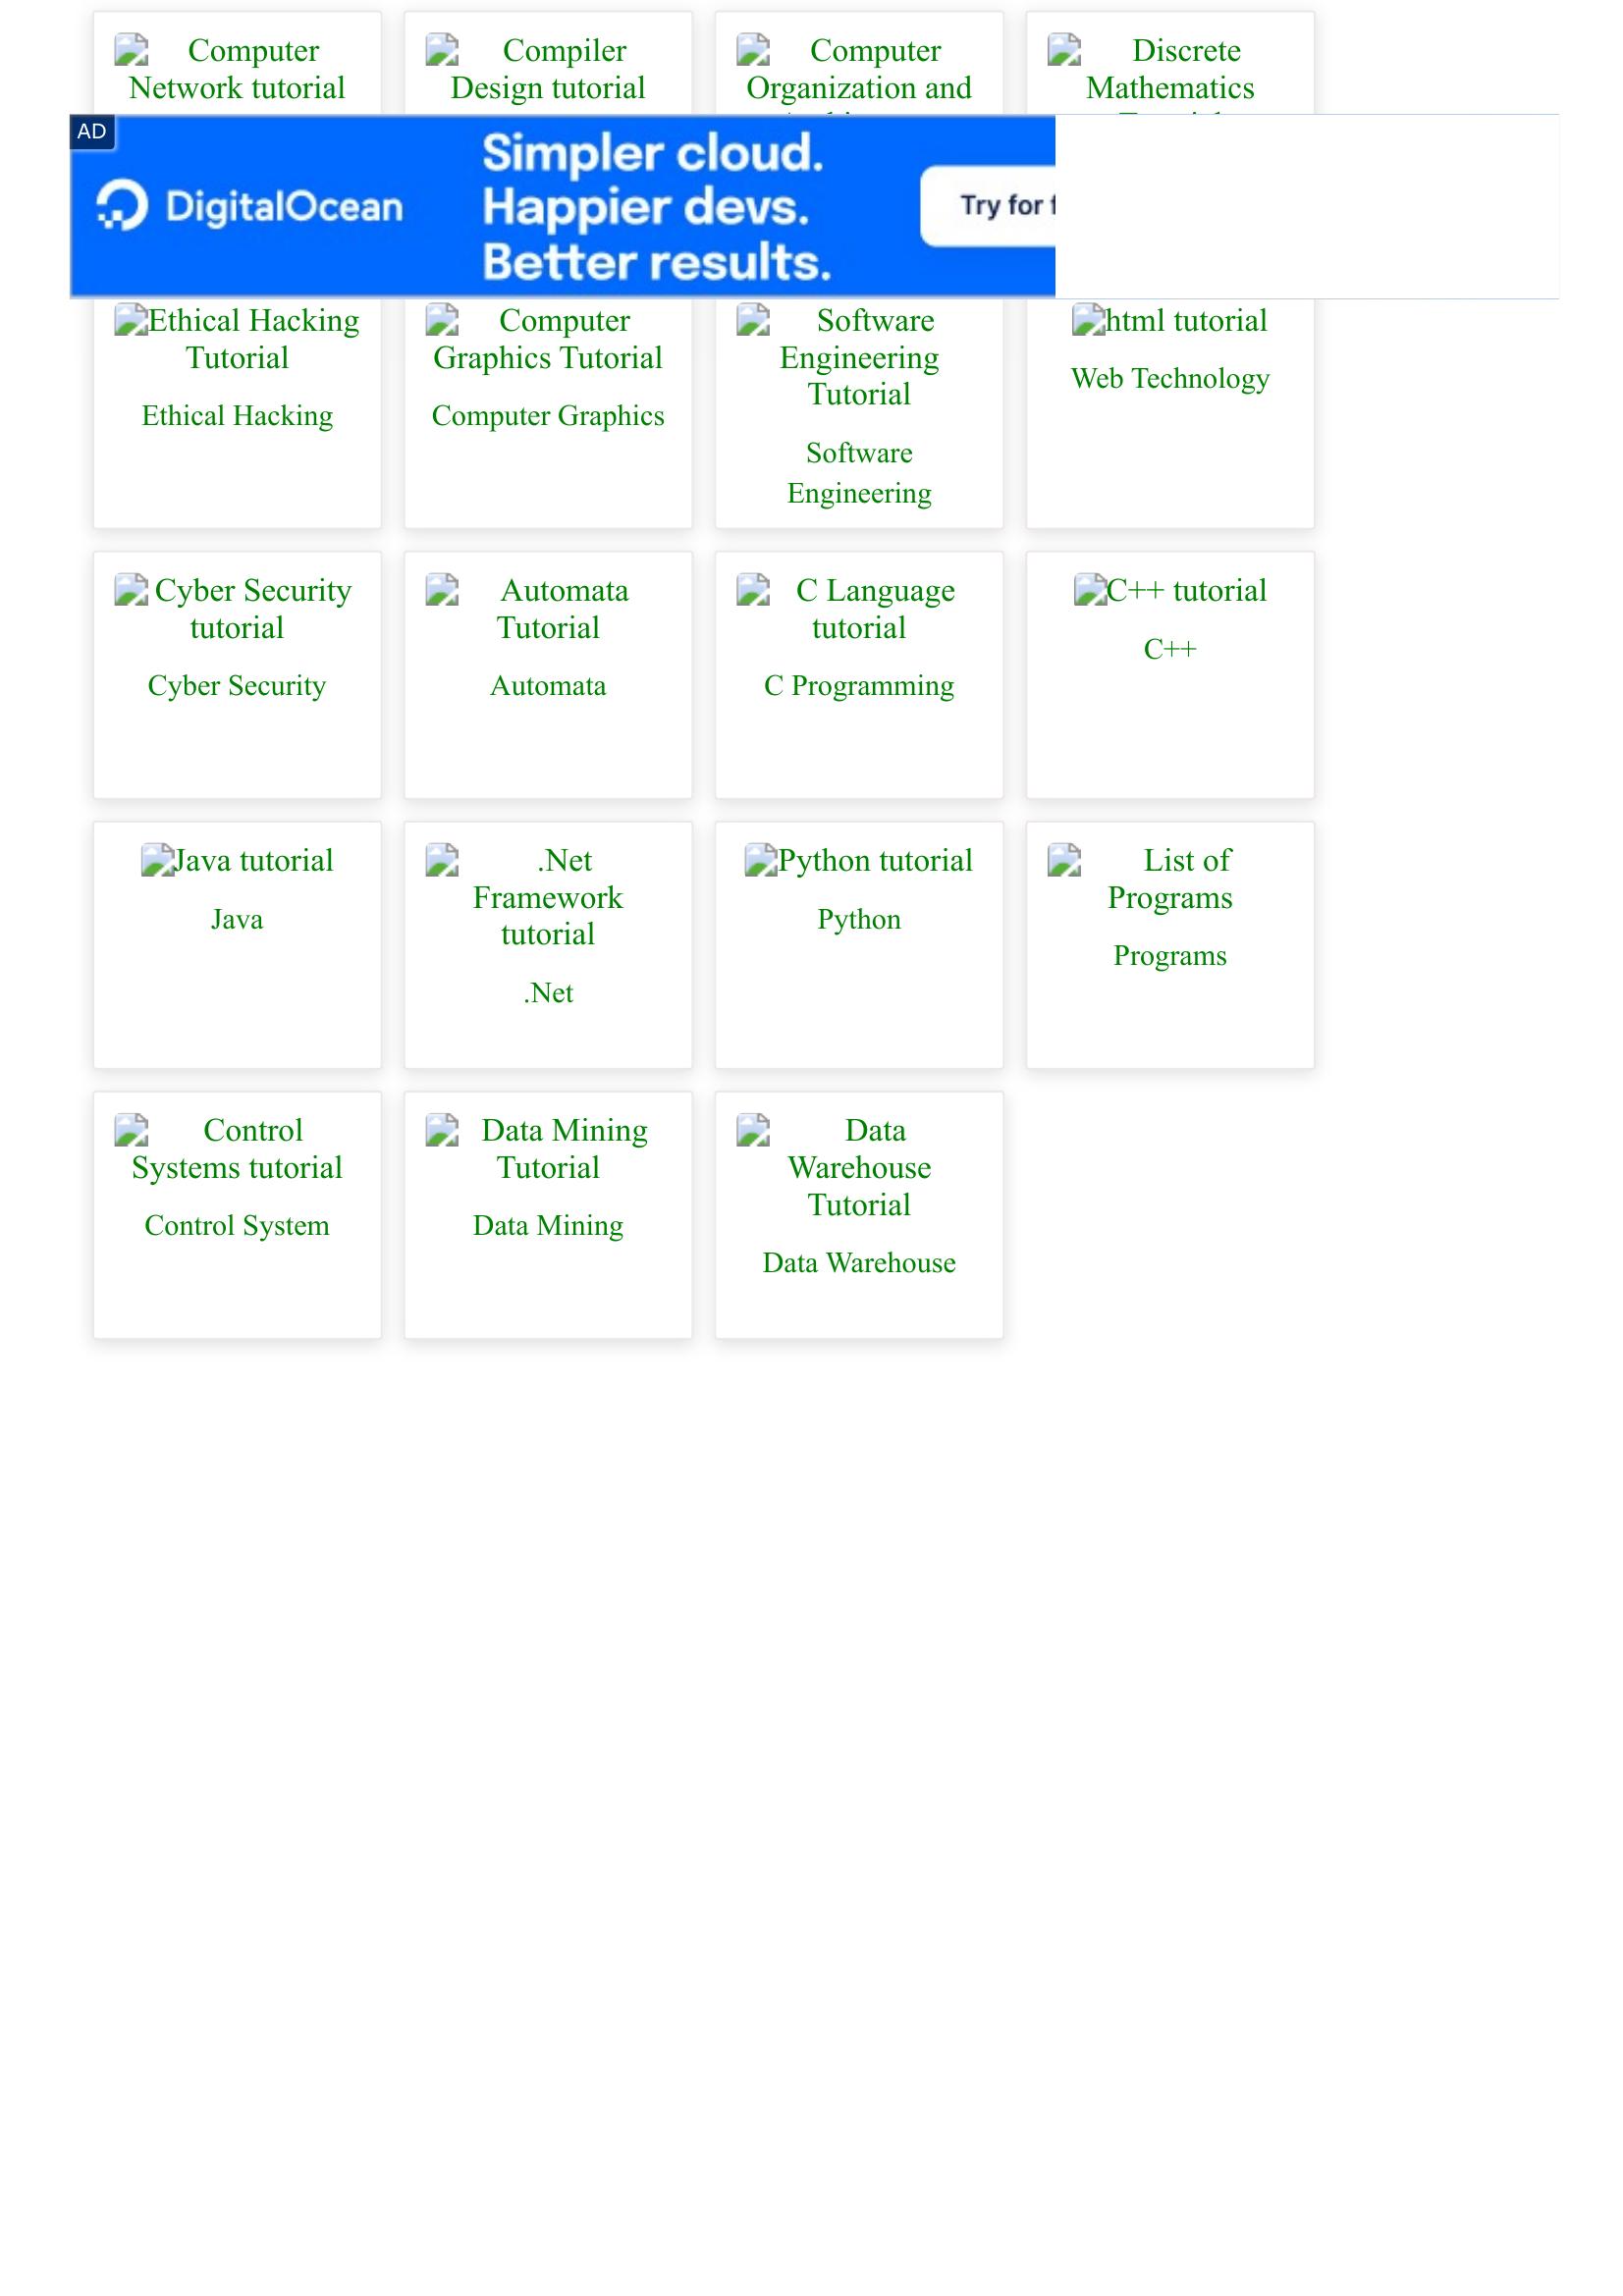 Computer
Network tutorial
Compiler
Design tutorial
Computer
Organization and
Discrete
Mathematics
AD
DigitalOcean
Simpler cloud.
Happier devs.
Better results.
Try for
Ethical Hacking
Tutorial
Ethical Hacking
Computer
Graphics Tutorial
Computer Graphics
Software
Engineering
Tutorial
Software
Engineering
html tutorial
Web Technology
Cyber Security
tutorial
Cyber Security
Automata
Tutorial
Automata
C Language
tutorial
C Programming
C++ tutorial
C++
Java tutorial
Java
.Net
Framework
tutorial
.Net
Python tutorial
Python
List of
Programs
Programs
Control
Systems tutorial
Control System
Data Mining
Tutorial
Data Mining
Data
Warehouse
Tutorial
Data Warehouse